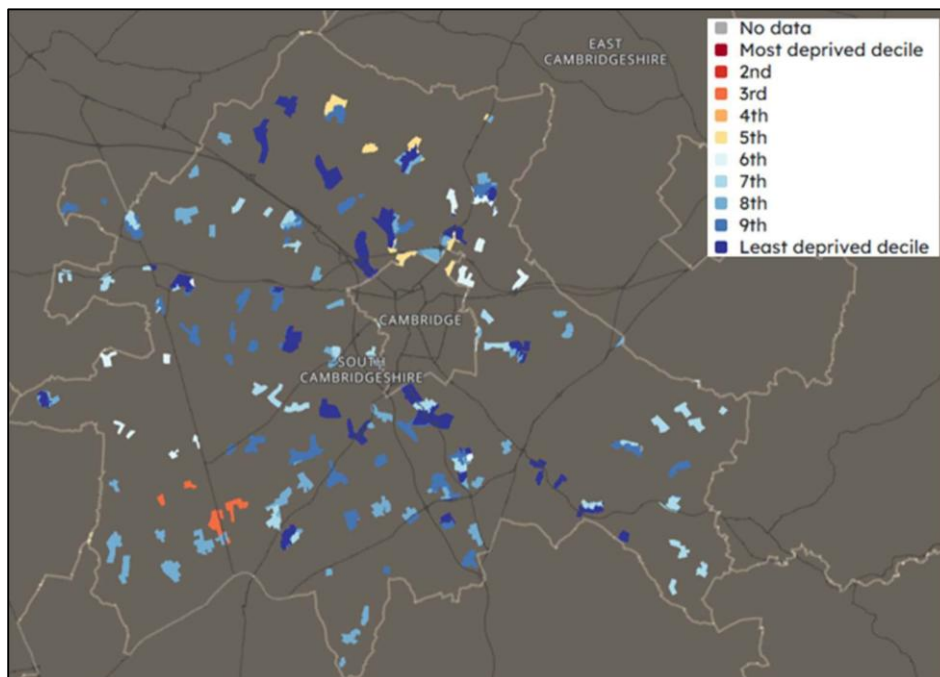 EAST
CAMBRIDGESHIRE
No data
Most deprived decile
2nd
3rd
4th
5th
6th
7th
8th
9th
Least deprived decile
CAMBRIDGE
SOUTH
CAMBRIDGESHIRE